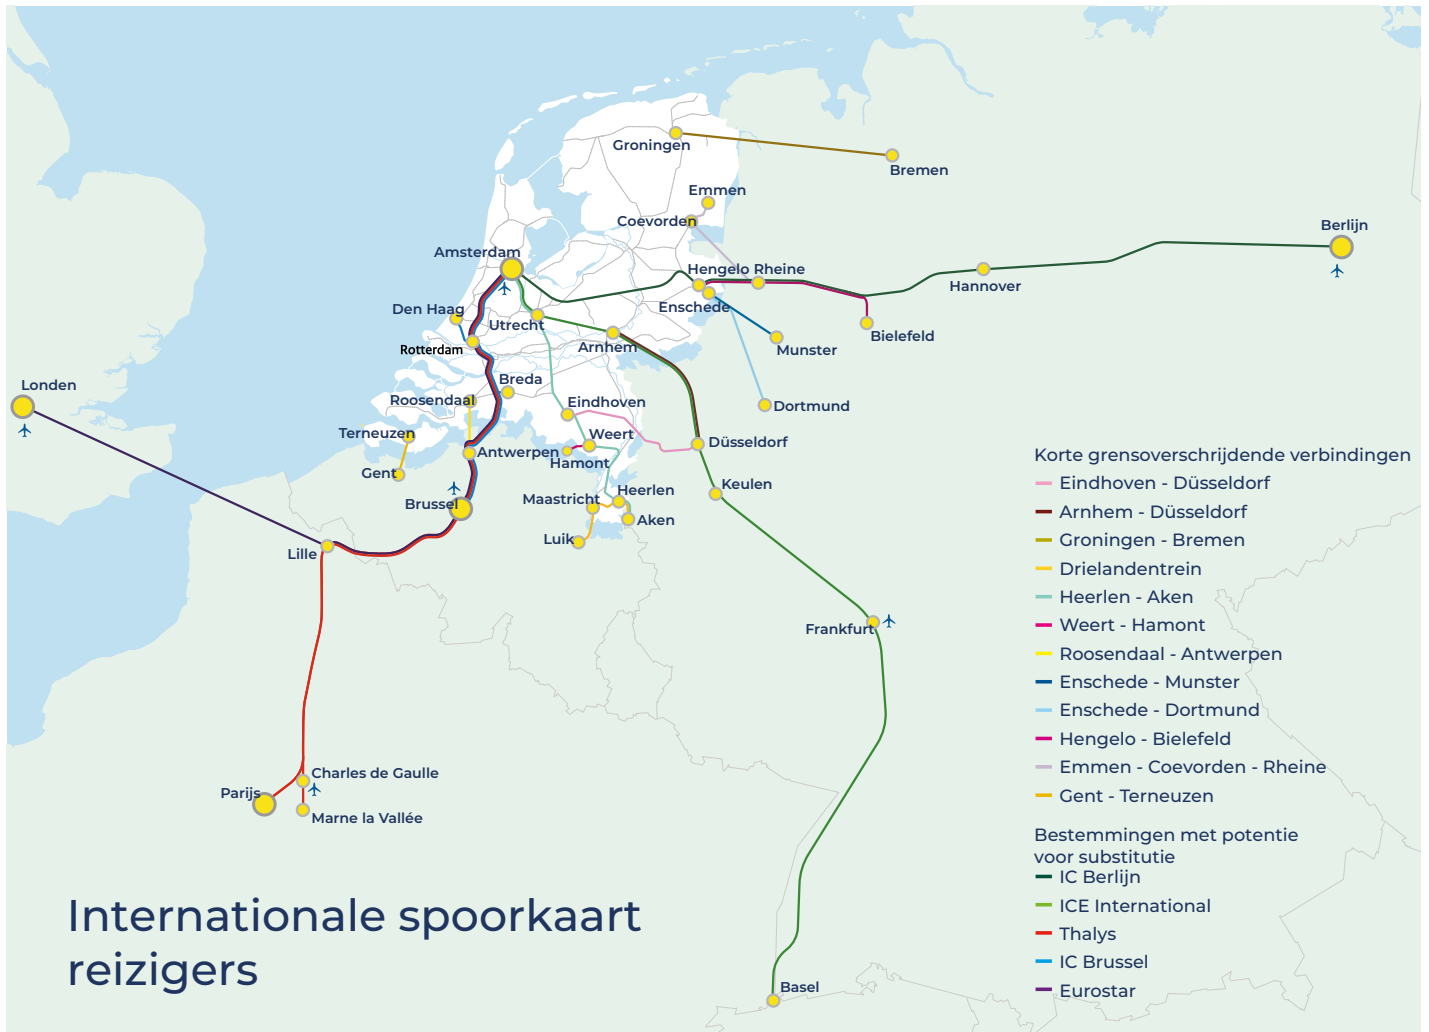 Groningen
Bremen
Emmen
Coevorden
Berlijn
Amsterdam
Hengelo Rheine
Hannover
Den Haag
Enschede
Utrecht
Bielefeld
Rotterdam
Arnhem
Munster
Londen
Breda
Roosendaal
Eindhoven
Dortmund
Terneuzen
Weert
Düsseldorf
Antwerpen
Hamont
Gent
Keulen
Brussel
Maastricht
Heerlen
Aken
Luik
Lille
Frankfurt
Charles de Gaulle
Parijs
Marne la Vallée
Basel
Korte grensoverschrijdende verbindingen
Eindhoven - Düsseldorf
Arnhem - Düsseldorf
Groningen - Bremen
Drielandentrein
Heerlen - Aken
Weert - Hamont
Roosendaal - Antwerpen
Enschede - Munster
Enschede - Dortmund
Hengelo - Bielefeld
Emmen - Coevorden - Rheine
Gent - Terneuzen
Bestemmingen met potentie
voor substitutie
IC Berlijn
ICE International
Thalys
IC Brussel
Eurostar
Internationale spoorkaart
reizigers